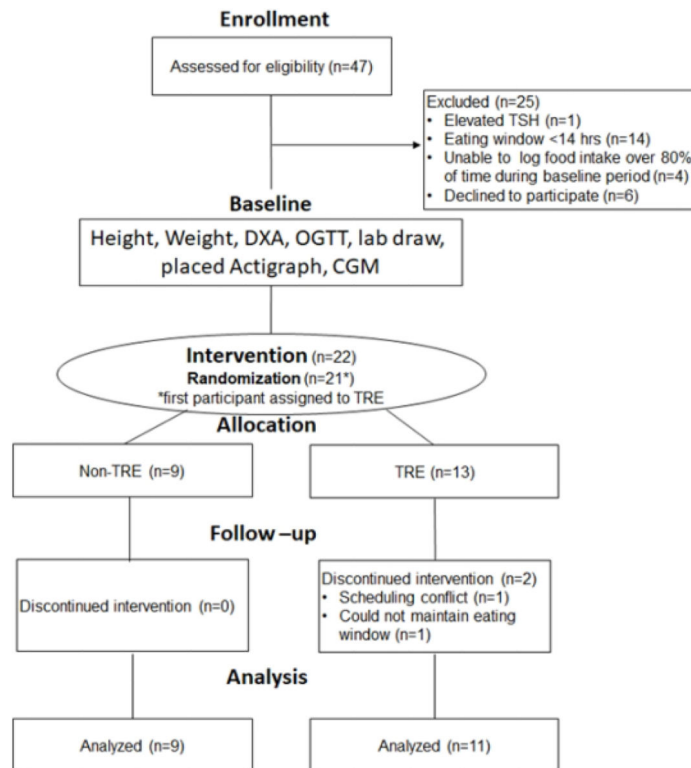 Enrollment
Assessed for eligibility (n=47)
Excluded (n=25)
• Elevated TSH (n=1)
• Eating window <14 hrs (n=14)
• Unable to log food intake over 80%
of time during baseline period (n=4)
• Declined to participate (n=6)
Baseline
Height, Weight, DXA, OGTT, lab draw,
placed Actigraph, CGM
Intervention (n=22)
Randomization (n=21*)
*first participant assigned to TRE
Allocation
Non-TRE (n=9)
TRE (n=13)
Follow–up
Discontinued intervention (n=0)
Discontinued intervention (n=2)
• Scheduling conflict (n=1)
• Could not maintain eating
window (n=1)
Analysis
Analyzed (n=9)
Analyzed (n=11)